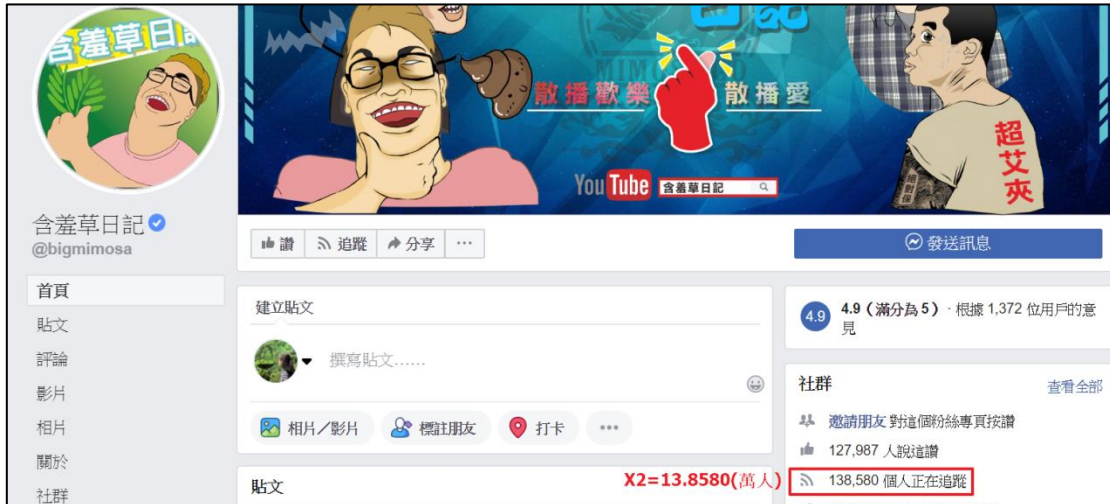 含羞草日記
日記
散播歡樂 散播愛
YouTube 含羞草日記
超艾夾
含羞草日記
@bigmimosa
讚 追蹤 分享 ...
發送訊息
首頁
貼文
評論
影片
相片
關於
社群
建立貼文
撰寫貼文……
相片／影片 標註朋友 打卡 ...
貼文
4.9 4.9（滿分為 5）· 根據 1,372 位用戶的意
見
社群 查看全部
邀請朋友 對這個粉絲專頁按讚
127,987 人說這讚
X2=13.8580(萬人) 138,580 個人正在追蹤